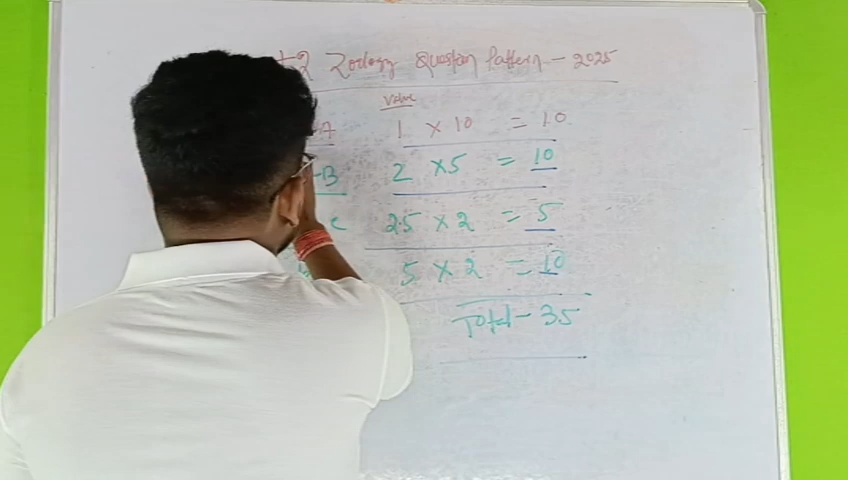 +2 Zoology Question Pattern - 2025
Value
-A 1 × 10 = 10
-B 2 × 5 = 10
C 2.5 × 2 = 5
5 × 2 = 10
Total - 35